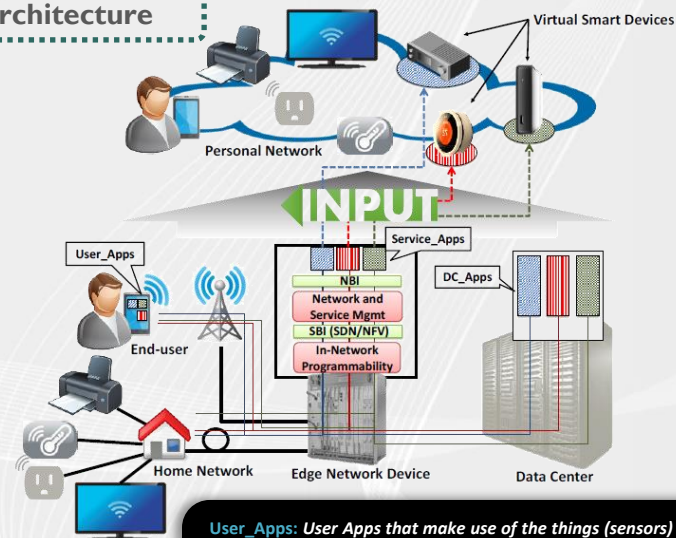 rchitecture
Virtual Smart Devices
Personal Network
INPUT
User_Apps
Service_Apps
DC_Apps
NBI
Network and
Service Mgmt
SBI (SDN/NFV)
In-Network
Programmability
End-user
Home Network
Edge Network Device
Data Center
User_Apps: User Apps that make use of the things (sensors)